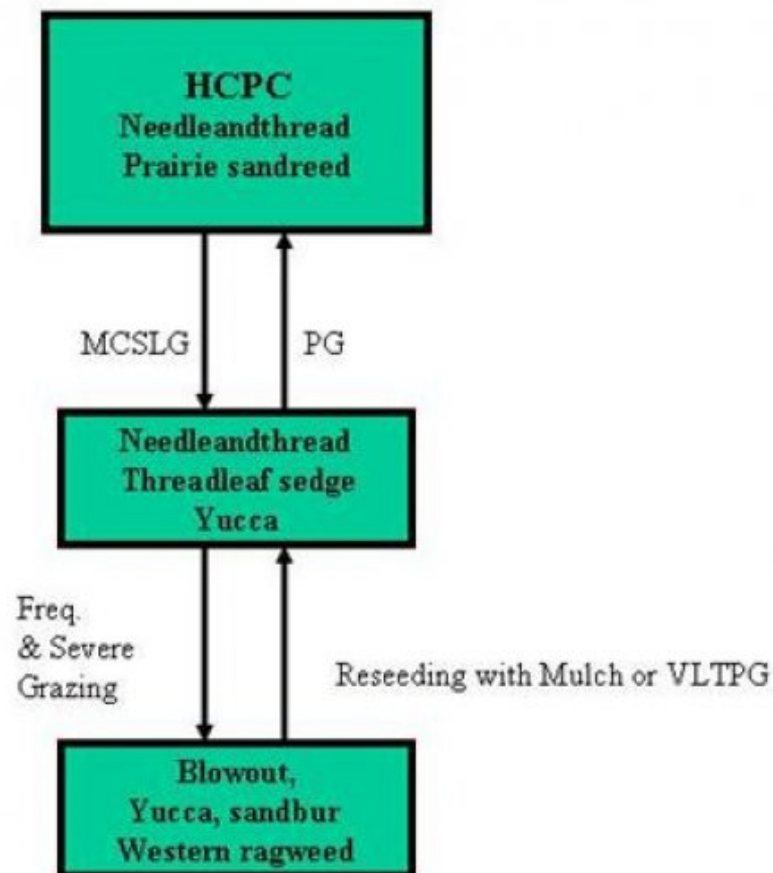 HCPC
Needleandthread
Prairie sandreed
MCSLG
PG
Needleandthread
Threadleaf sedge
Yucca
Freq.
& Severe
Grazing
Reseeding with Mulch or VLTPG
Blowout,
Yucca, sandbur
Western ragweed